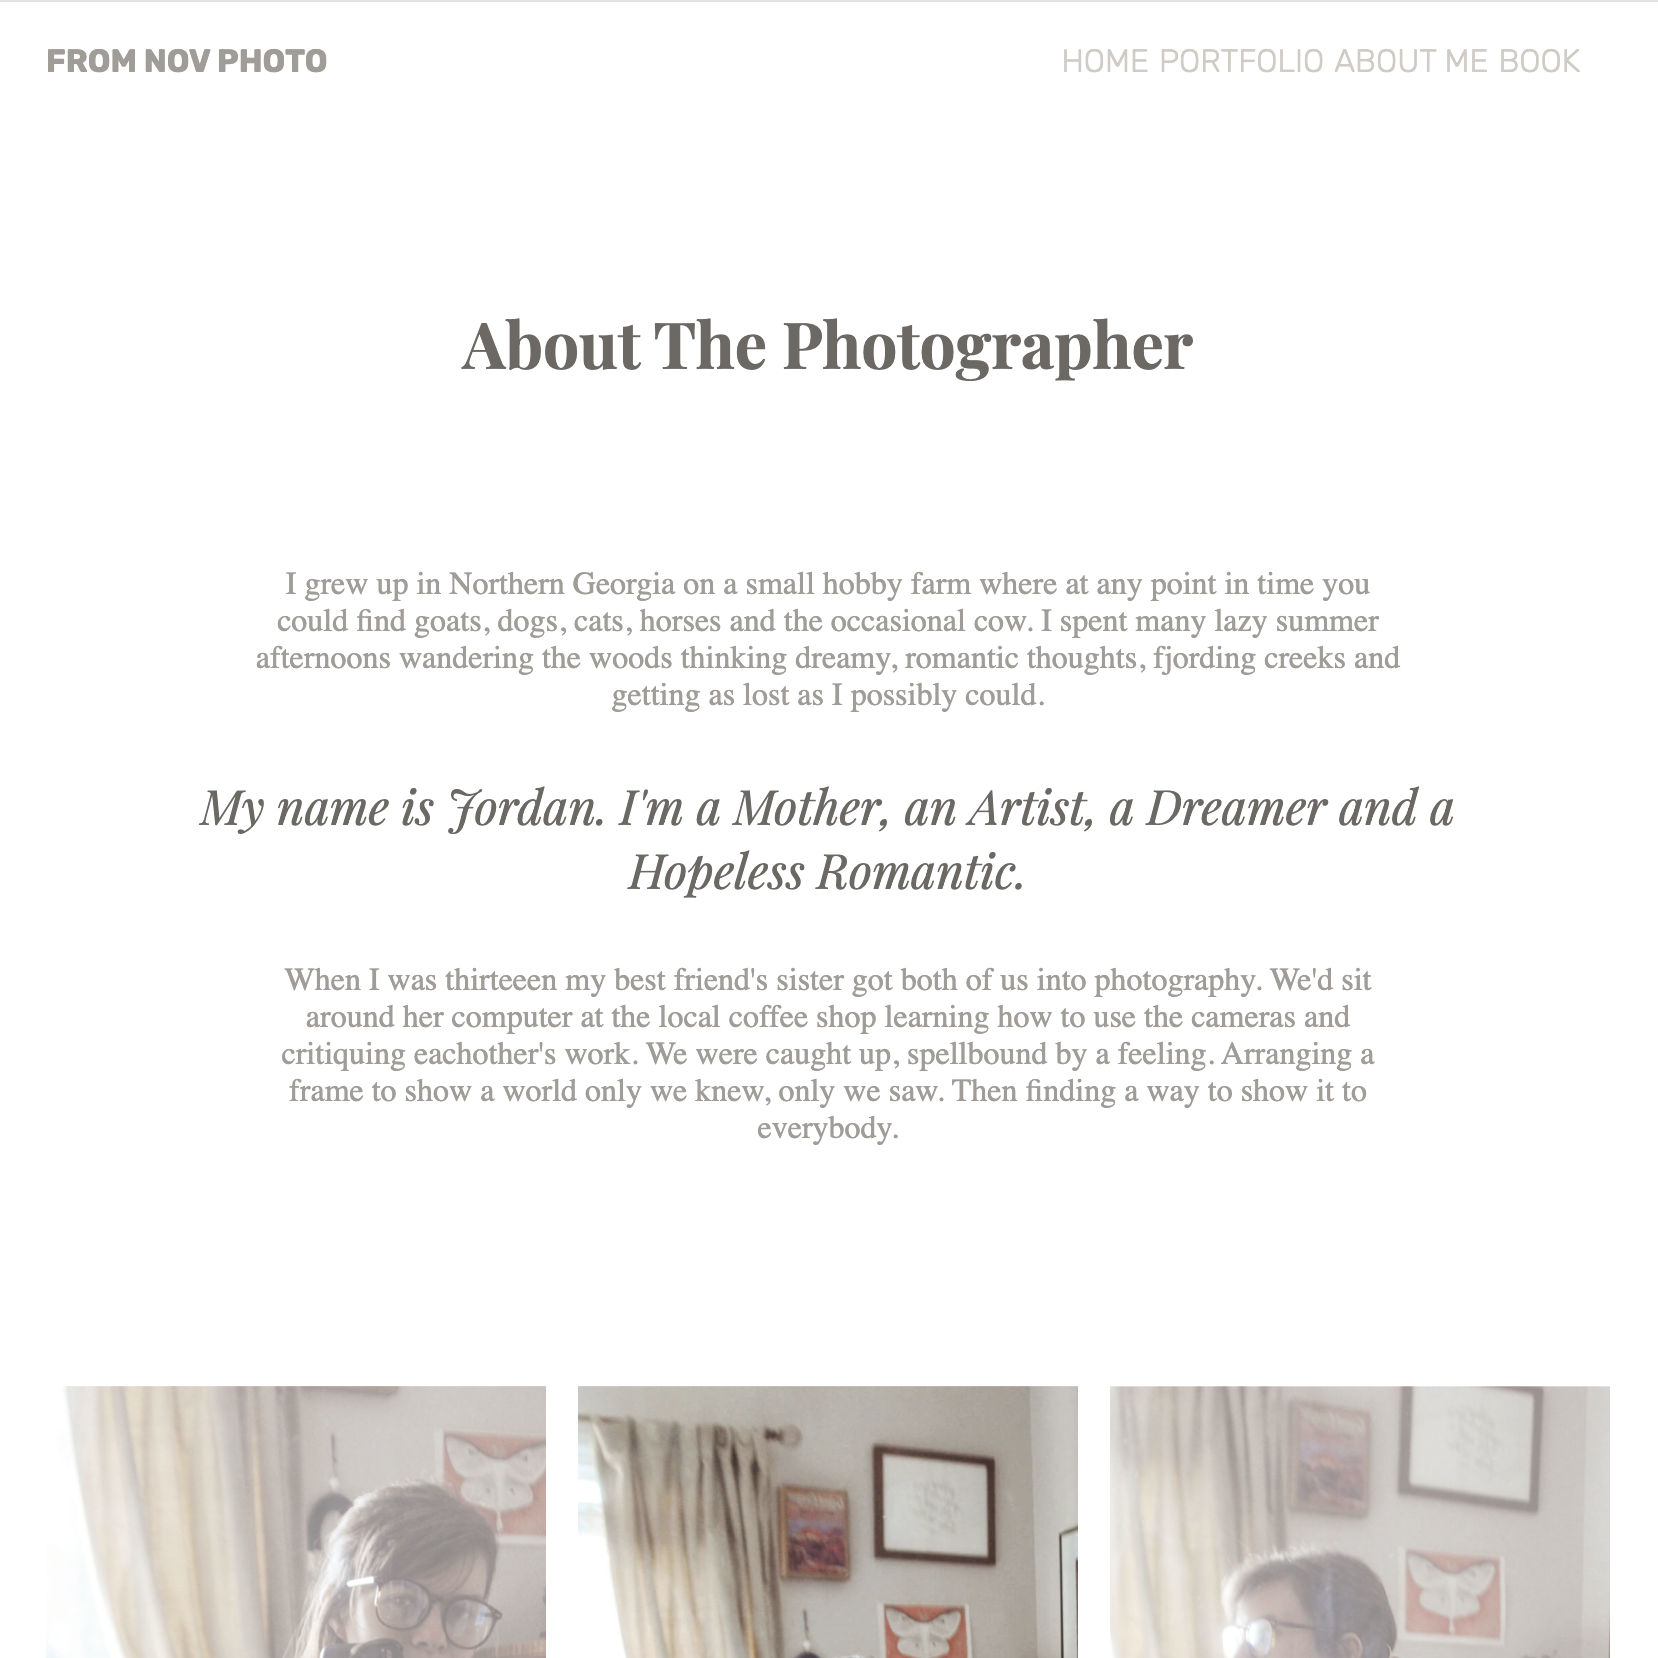 FROM NOV PHOTO
HOME PORTFOLIO ABOUT ME BOOK
About The Photographer
I grew up in Northern Georgia on a small hobby farm where at any point in time you
could find goats, dogs, cats, horses and the occasional cow. I spent many lazy summer
afternoons wandering the woods thinking dreamy, romantic thoughts, fjording creeks and
getting as lost as I possibly could.
My name is Jordan. I'm a Mother, an Artist, a Dreamer and a
Hopeless Romantic.
When I was thirteeen my best friend's sister got both of us into photography. We'd sit
around her computer at the local coffee shop learning how to use the cameras and
critiquing eachother's work. We were caught up, spellbound by a feeling. Arranging a
frame to show a world only we knew, only we saw. Then finding a way to show it to
everybody.